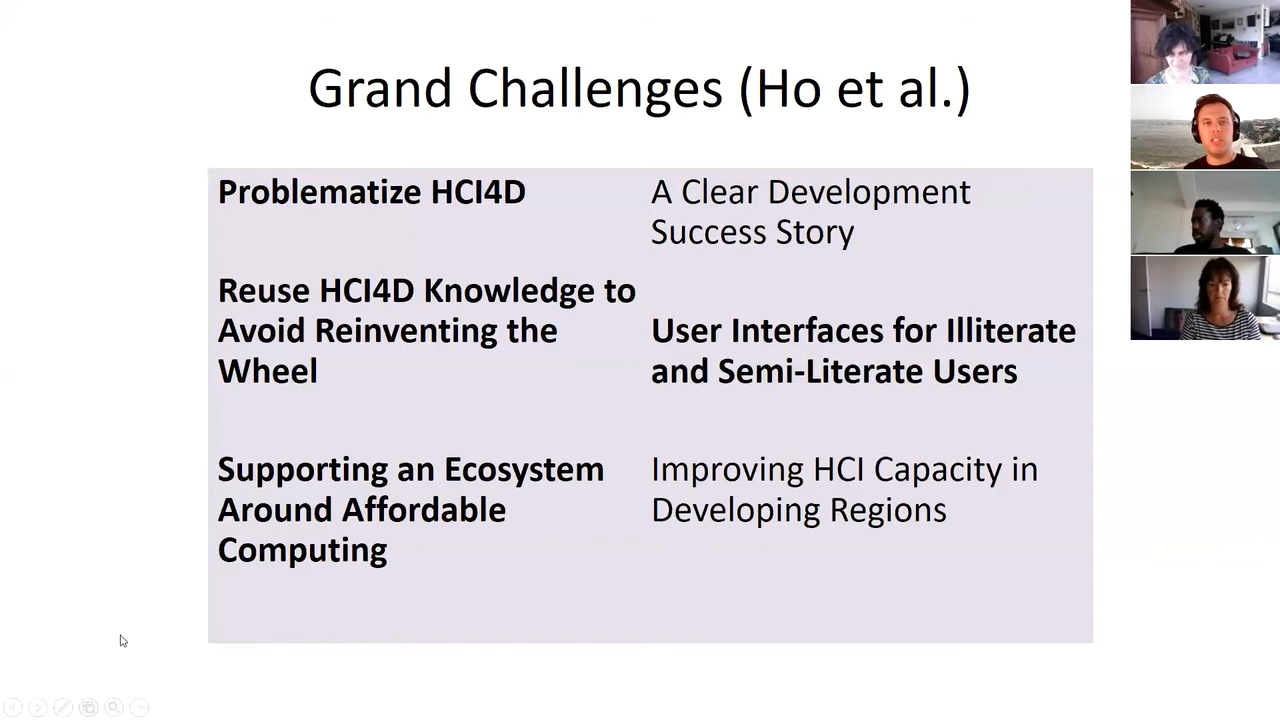 Grand Challenges (Ho et al.)
Problematize HCI4D
A Clear Development
Success Story
Reuse HCI4D Knowledge to
Avoid Reinventing the
Wheel
User Interfaces for Illiterate
and Semi-Literate Users
Supporting an Ecosystem
Around Affordable
Computing
Improving HCI Capacity in
Developing Regions